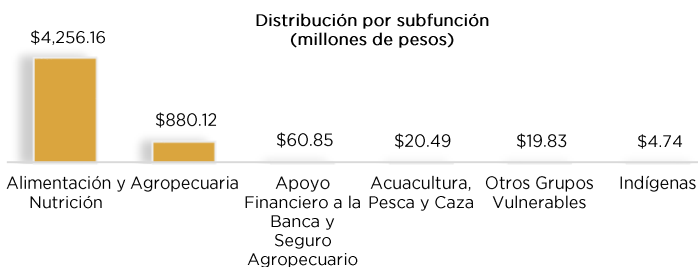 Distribución por subfunción
(millones de pesos)
$4,256.16
$880.12
$60.85
$20.49
$19.83
$4.74
Alimentación y
Nutrición
Agropecuaria
Apoyo
Financiero a la
Banca y
Seguro
Agropecuario
Acuacultura,
Pesca y Caza
Otros Grupos
Vulnerables
Indígenas